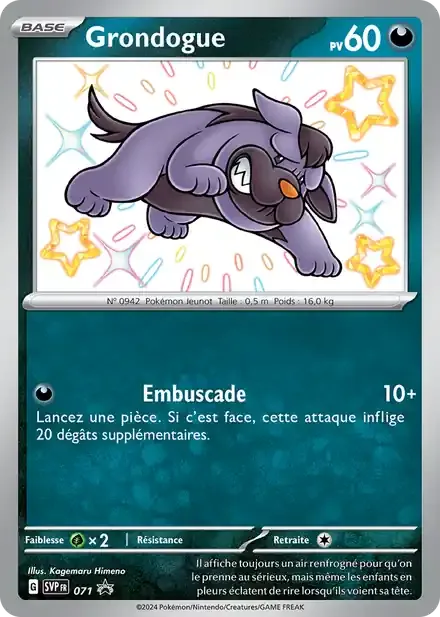 BASE
Grondogue
PV 60
N° 0942 Pokémon Jeunot Taille : 0,5 m Poids : 16,0 kg
Embuscade 10+
Lancez une pièce. Si c'est face, cette attaque inflige
20 dégâts supplémentaires.
Faiblesse ×2 Résistance Retraite
Illus. Kagemaru Himeno
G SVP FR 071
Il affiche toujours un air renfrogné pour qu'on
le prenne au sérieux, mais même les enfants en
pleurs éclatent de rire lorsqu'ils voient sa tête.
©2024 Pokémon/Nintendo/Creatures/GAME FREAK